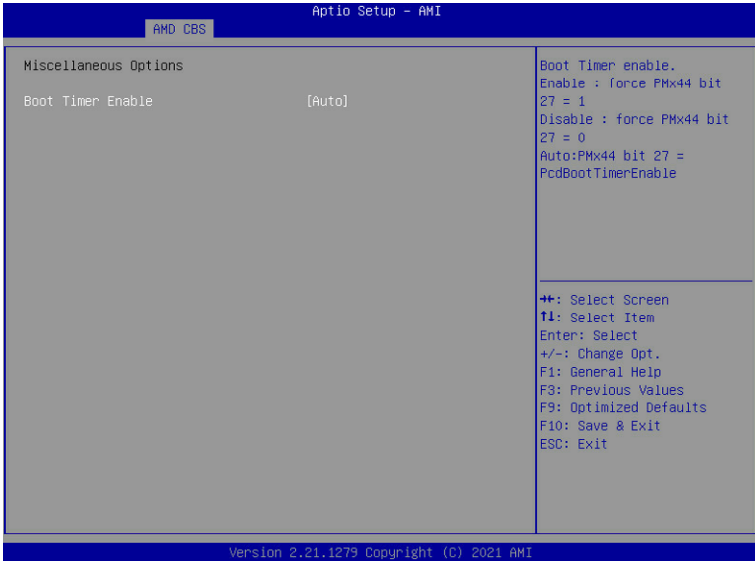 Aptio Setup – AMI
AMD CBS
Miscellaneous Options
Boot Timer Enable [Auto]
Boot Timer enable.
Enable : force PMx44 bit
27 = 1
Disable : force PMx44 bit
27 = 0
Auto:PMx44 bit 27 =
PcdBootTimerEnable
→←: Select Screen
↑↓: Select Item
Enter: Select
+/-: Change Opt.
F1: General Help
F3: Previous Values
F9: Optimized Defaults
F10: Save & Exit
ESC: Exit
Version 2.21.1279 Copyright (C) 2021 AMI